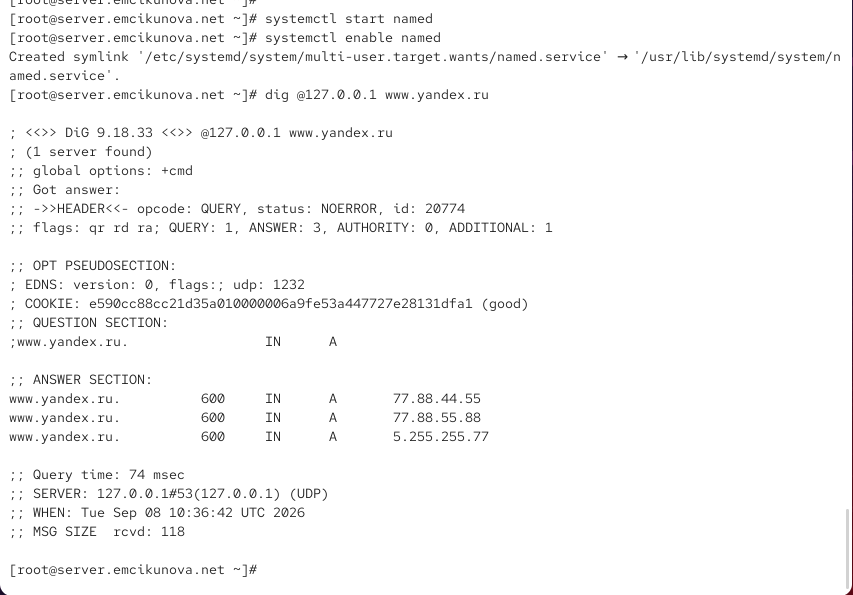 [root@server.emcikunova.net ~]#
[root@server.emcikunova.net ~]# systemctl start named
[root@server.emcikunova.net ~]# systemctl enable named
Created symlink '/etc/systemd/system/multi-user.target.wants/named.service' → '/usr/lib/systemd/system/n
amed.service'.
[root@server.emcikunova.net ~]# dig @127.0.0.1 www.yandex.ru

; <<>> DiG 9.18.33 <<>> @127.0.0.1 www.yandex.ru
; (1 server found)
;; global options: +cmd
;; Got answer:
;; ->>HEADER<<- opcode: QUERY, status: NOERROR, id: 20774
;; flags: qr rd ra; QUERY: 1, ANSWER: 3, AUTHORITY: 0, ADDITIONAL: 1

;; OPT PSEUDOSECTION:
; EDNS: version: 0, flags:; udp: 1232
; COOKIE: e590cc88cc21d35a010000006a9fe53a447727e28131dfa1 (good)
;; QUESTION SECTION:
;www.yandex.ru.                 IN      A

;; ANSWER SECTION:
www.yandex.ru.          600     IN      A       77.88.44.55
www.yandex.ru.          600     IN      A       77.88.55.88
www.yandex.ru.          600     IN      A       5.255.255.77

;; Query time: 74 msec
;; SERVER: 127.0.0.1#53(127.0.0.1) (UDP)
;; WHEN: Tue Sep 08 10:36:42 UTC 2026
;; MSG SIZE  rcvd: 118

[root@server.emcikunova.net ~]#